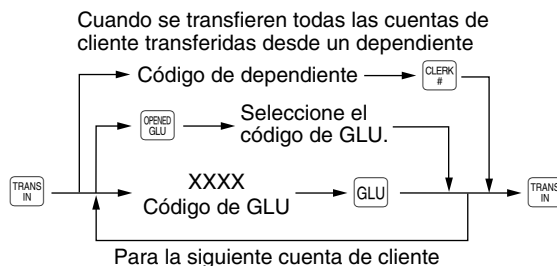 Cuando se transfieren todas las cuentas de
cliente transferidas desde un dependiente
Código de dependiente
CLERK
#
OPENED
GLU
Seleccione el
código de GLU.
TRANS
IN
XXXX
Código de GLU
GLU
TRANS
IN
Para la siguiente cuenta de cliente